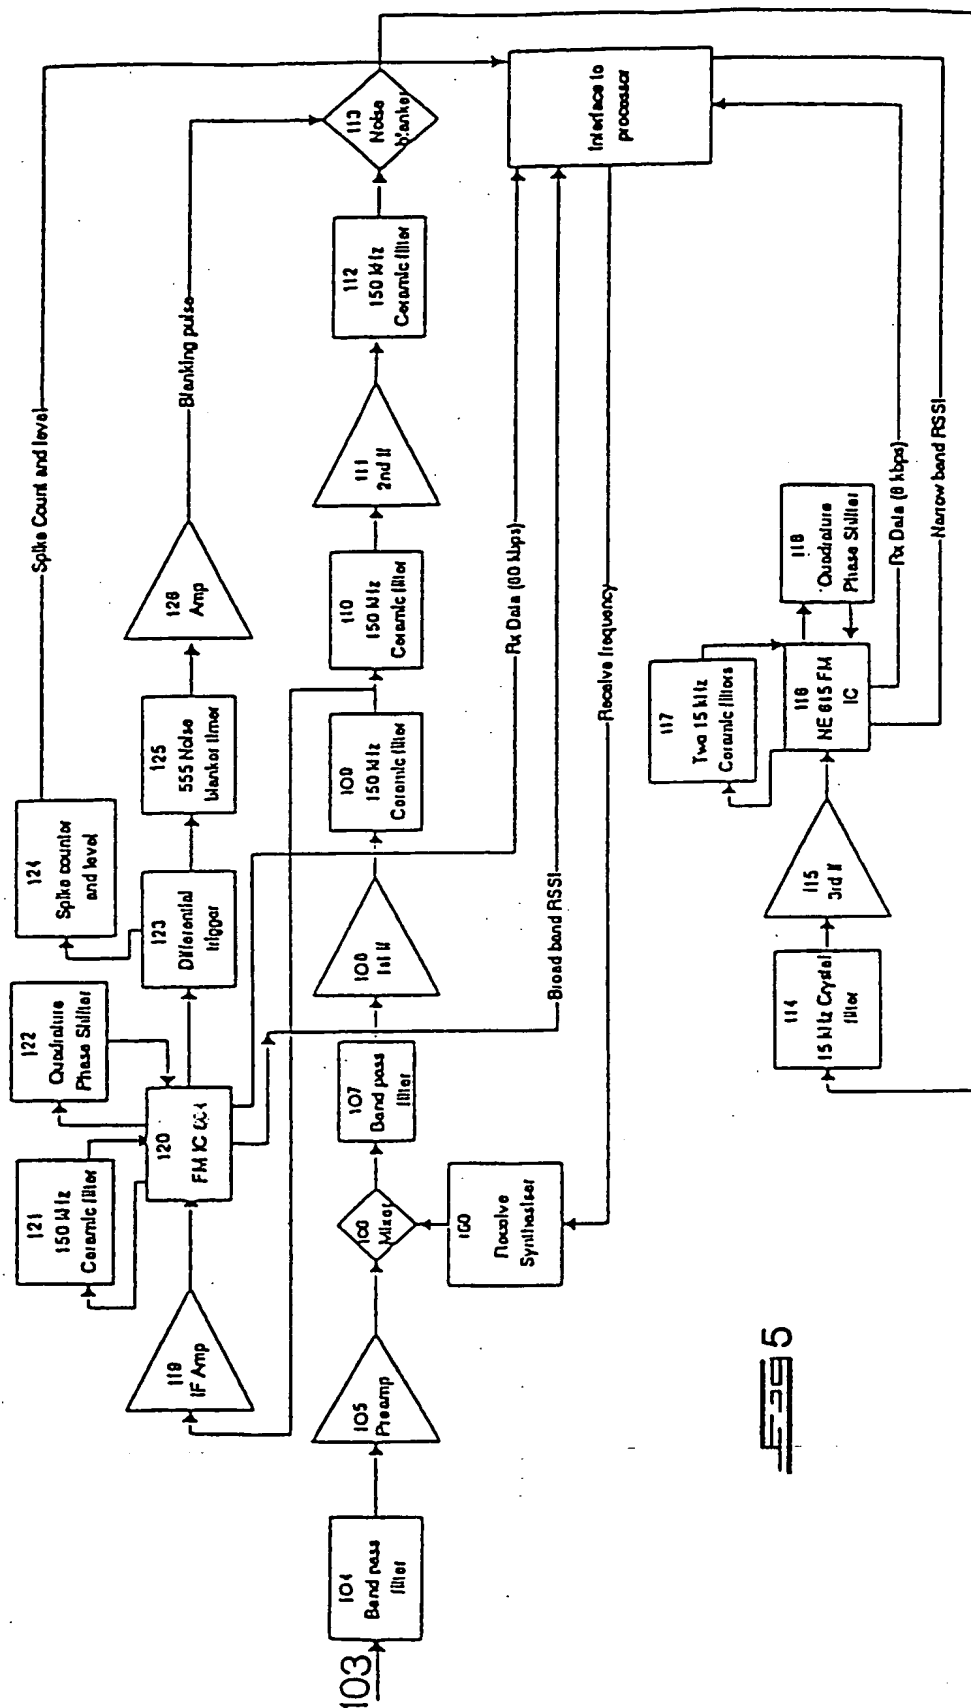 Spike Count and level
124
Spike counter
and level
122
Quadrature
Phase Shifter
121
150 kHz
Ceramic filter
120
FM IC
123
Differential
trigger
125
555 Noise
blanker timer
126
Amp
Blanking pulse
113
Noise
blanker
119
IF Amp
103
104
Band pass
filter
105
Preamp
Mixer
160
Receive
Synthesiser
107
Band pass
filter
108
1st If
109
150 kHz
Ceramic filter
110
150 kHz
Ceramic filter
111
2nd If
112
150 kHz
Ceramic filter
Interface to
processor
Rx Data (60 kbps)
Broad band RSSI
Receive frequency
114
15 kHz Crystal
filter
115
3rd If
116
NE 615 FM
IC
117
Two 15 kHz
Ceramic filters
118
Quadrature
Phase Shifter
Rx Data (8 kbps)
Narrow band RSSI
5